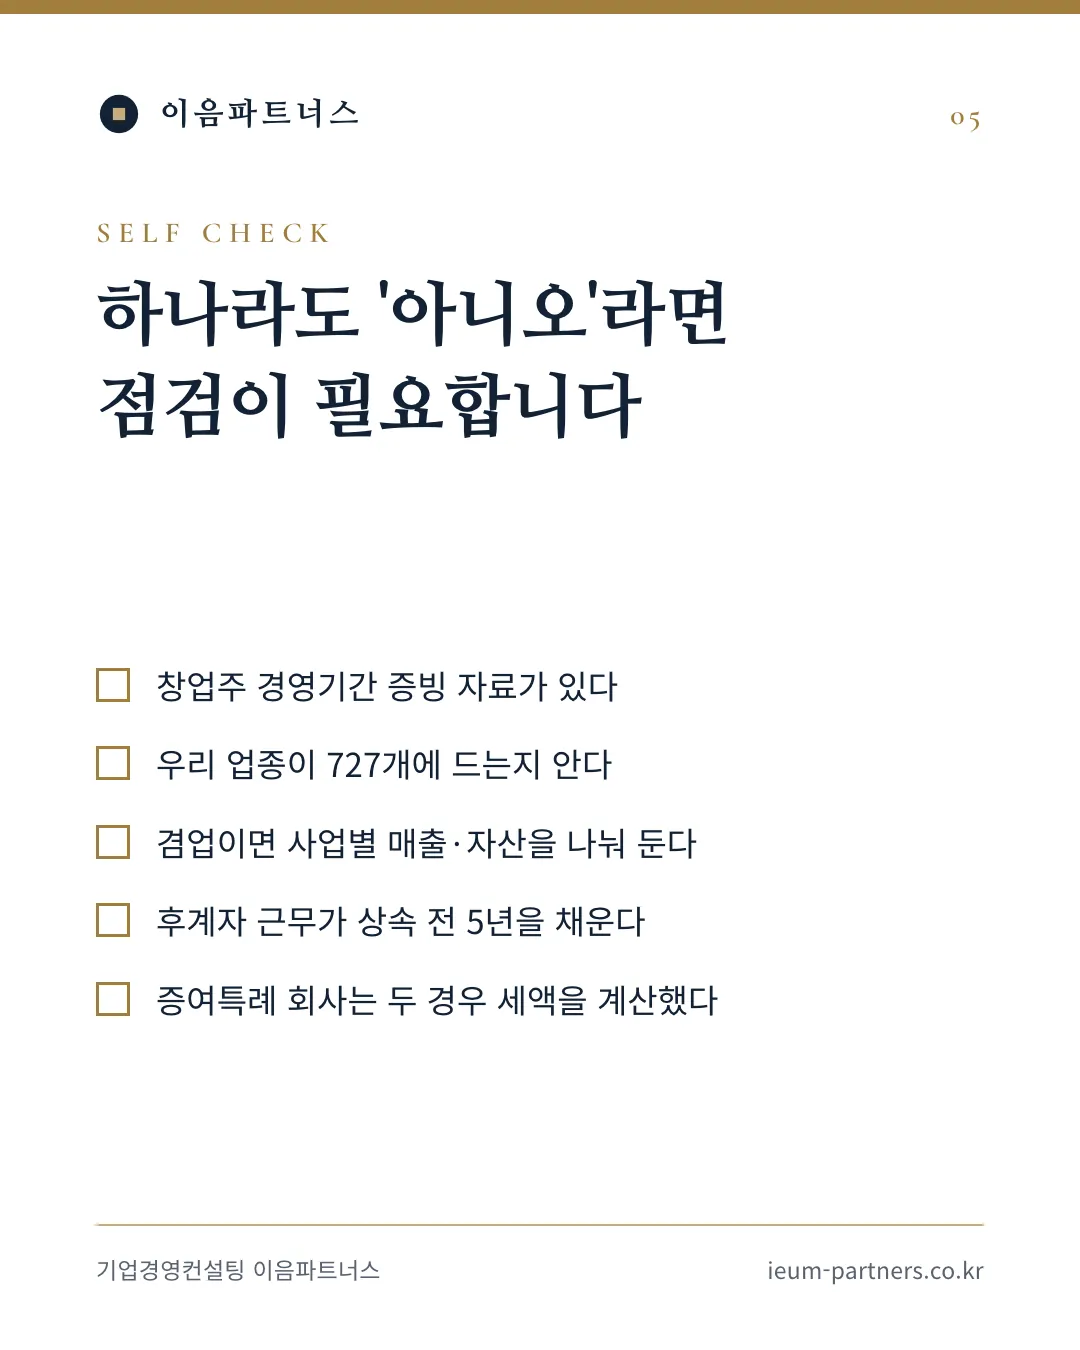 이음파트너스
05
SELF CHECK
하나라도 '아니오'라면
점검이 필요합니다
창업주 경영기간 증빙 자료가 있다
우리 업종이 727개에 드는지 안다
겸업이면 사업별 매출·자산을 나눠 둔다
후계자 근무가 상속 전 5년을 채운다
증여특례 회사는 두 경우 세액을 계산했다
기업경영컨설팅 이음파트너스
ieum-partners.co.kr